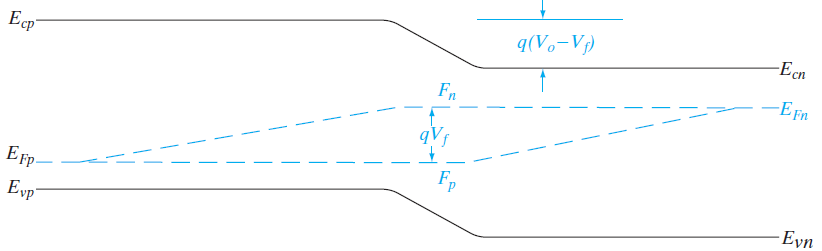 E_cp
q(V_o−V_f)
E_cn
F_n
E_Fn
qV_f
E_Fp
F_p
E_vp
E_vn